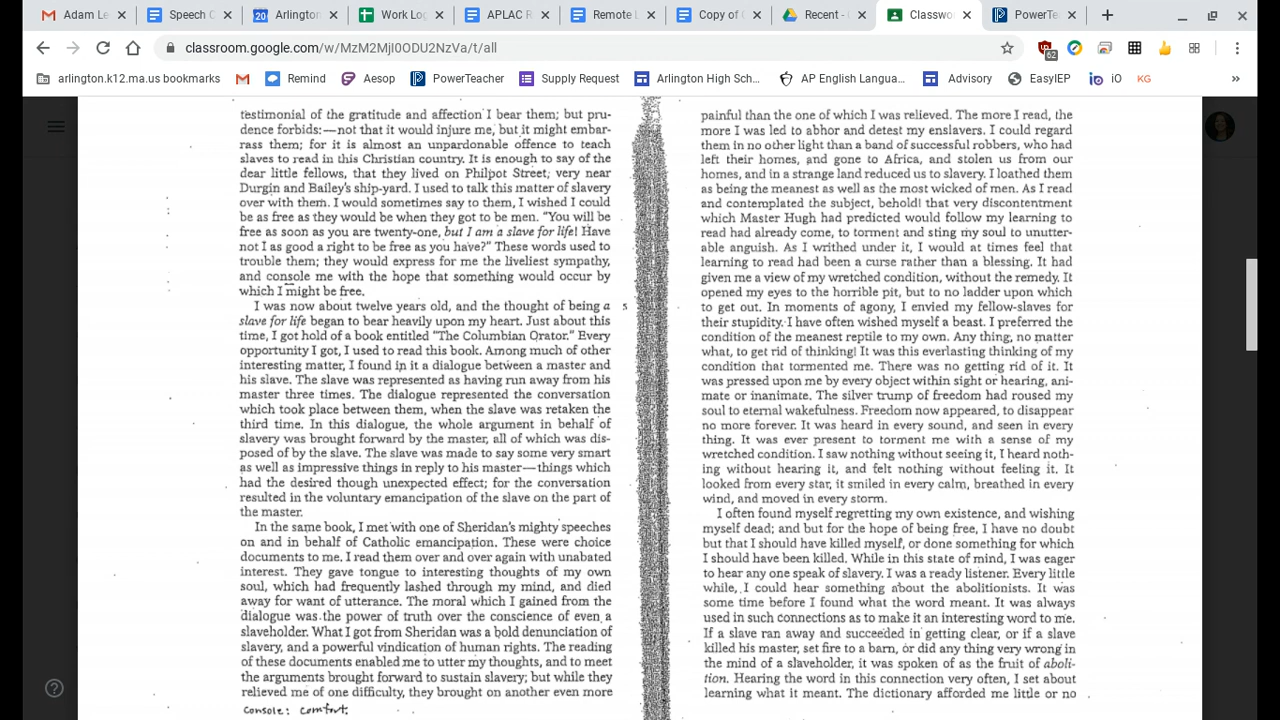 Adam Le
Speech C
20
Arlington
Work Log
APLAC R
Remote L
Copy of
Recent -
Classwo
PowerTe
classroom.google.com/w/MzM2MjI0ODU2NzVa/t/all
62
arlington.k12.ma.us bookmarks
Remind
Aesop
PowerTeacher
Supply Request
Arlington High Sch...
AP English Langua...
Advisory
EasyIEP
iO
KG
»
testimonial of the gratitude and affection I bear them; but pru-
dence forbids:—not that it would injure me, but it might embar-
rass them; for it is almost an unpardonable offence to teach
slaves to read in this Christian country. It is enough to say of the
dear little fellows, that they lived on Philpot Street; very near
Durgin and Bailey's ship-yard. I used to talk this matter of slavery
over with them. I would sometimes say to them, I wished I could
be as free as they would be when they got to be men. "You will be
free as soon as you are twenty-one, but I am a slave for life! Have
not I as good a right to be free as you have?" These words used to
trouble them; they would express for me the liveliest sympathy,
and console me with the hope that something would occur by
which I might be free.
I was now about twelve years old, and the thought of being a
slave for life began to bear heavily upon my heart. Just about this
time, I got hold of a book entitled "The Columbian Orator." Every
opportunity I got, I used to read this book. Among much of other
interesting matter, I found in it a dialogue between a master and
his slave. The slave was represented as having run away from his
master three times. The dialogue represented the conversation
which took place between them, when the slave was retaken the
third time. In this dialogue, the whole argument in behalf of
slavery was brought forward by the master, all of which was dis-
posed of by the slave. The slave was made to say some very smart
as well as impressive things in reply to his master—things which
had the desired though unexpected effect; for the conversation
resulted in the voluntary emancipation of the slave on the part of
the master.
In the same book, I met with one of Sheridan's mighty speeches
on and in behalf of Catholic emancipation. These were choice
documents to me. I read them over and over again with unabated
interest. They gave tongue to interesting thoughts of my own
soul, which had frequently lashed through my mind, and died
away for want of utterance. The moral which I gained from the
dialogue was the power of truth over the conscience of even a
slaveholder. What I got from Sheridan was a bold denunciation of
slavery, and a powerful vindication of human rights. The reading
of these documents enabled me to utter my thoughts, and to meet
the arguments brought forward to sustain slavery; but while they
relieved me of one difficulty, they brought on another even more
console: comfort.
5
painful than the one of which I was relieved. The more I read, the
more I was led to abhor and detest my enslavers. I could regard
them in no other light than a band of successful robbers, who had
left their homes, and gone to Africa, and stolen us from our
homes, and in a strange land reduced us to slavery. I loathed them
as being the meanest as well as the most wicked of men. As I read
and contemplated the subject, behold! that very discontentment
which Master Hugh had predicted would follow my learning to
read had already come, to torment and sting my soul to unutter-
able anguish. As I writhed under it, I would at times feel that
learning to read had been a curse rather than a blessing. It had
given me a view of my wretched condition, without the remedy. It
opened my eyes to the horrible pit, but to no ladder upon which
to get out. In moments of agony, I envied my fellow-slaves for
their stupidity. I have often wished myself a beast. I preferred the
condition of the meanest reptile to my own. Any thing, no matter
what, to get rid of thinking! It was this everlasting thinking of my
condition that tormented me. There was no getting rid of it. It
was pressed upon me by every object within sight or hearing, ani-
mate or inanimate. The silver trump of freedom had roused my
soul to eternal wakefulness. Freedom now appeared, to disappear
no more forever. It was heard in every sound, and seen in every
thing. It was ever present to torment me with a sense of my
wretched condition. I saw nothing without seeing it, I heard noth-
ing without hearing it, and felt nothing without feeling it. It
looked from every star, it smiled in every calm, breathed in every
wind, and moved in every storm.
I often found myself regretting my own existence, and wishing
myself dead; and but for the hope of being free, I have no doubt
but that I should have killed myself, or done something for which
I should have been killed. While in this state of mind, I was eager
to hear any one speak of slavery. I was a ready listener. Every little
while, I could hear something about the abolitionists. It was
some time before I found what the word meant. It was always
used in such connections as to make it an interesting word to me.
If a slave ran away and succeeded in getting clear, or if a slave
killed his master, set fire to a barn, or did any thing very wrong in
the mind of a slaveholder, it was spoken of as the fruit of aboli-
tion. Hearing the word in this connection very often, I set about
learning what it meant. The dictionary afforded me little or no